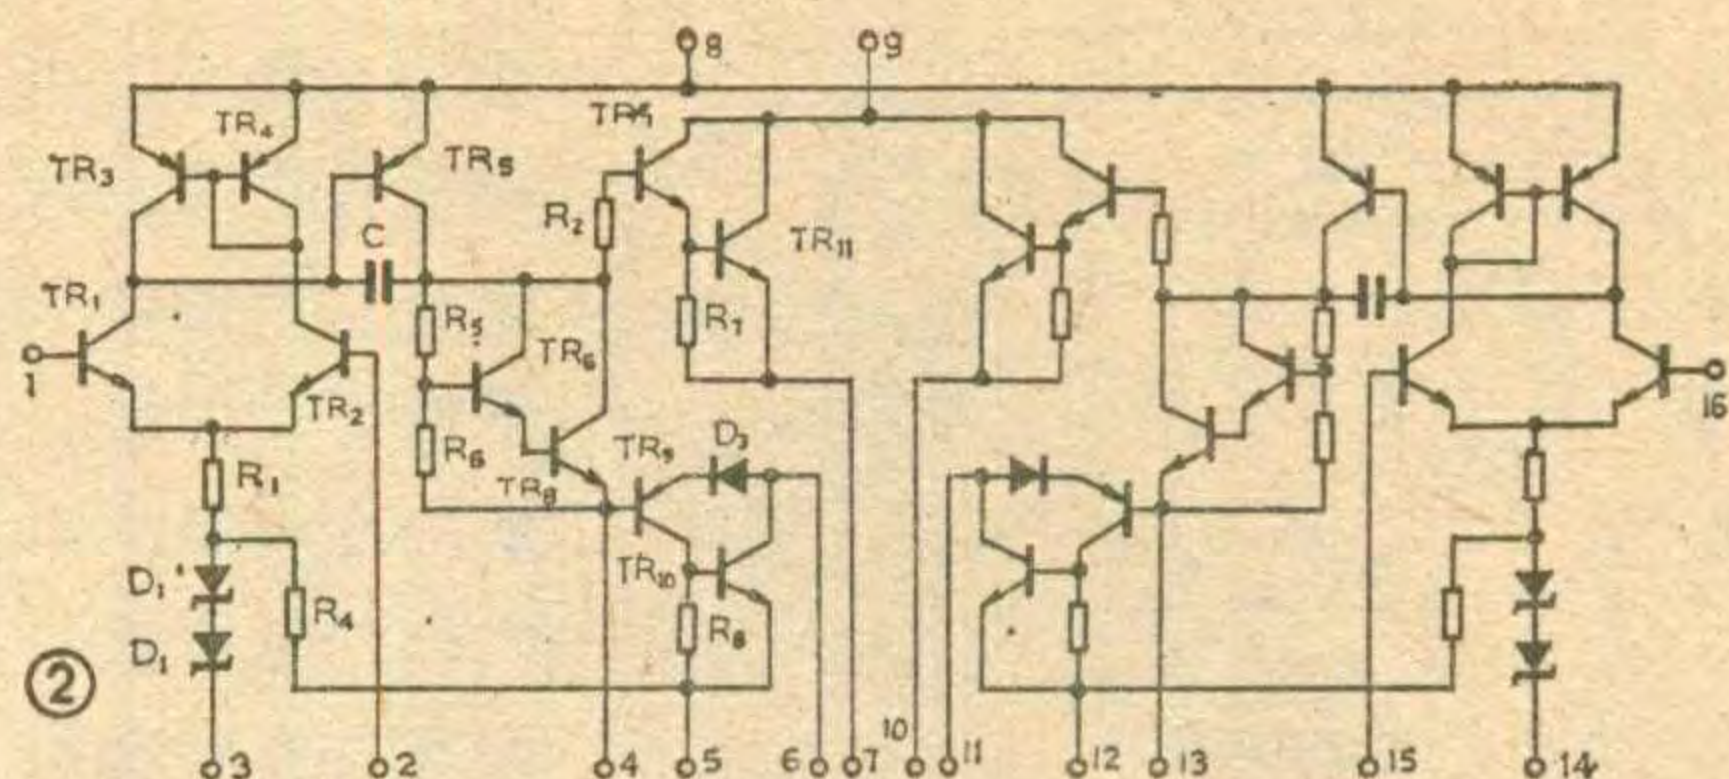 8
9
TR₄
TR₃
TR₅
R₂
C
TR₁₁
TR₁
R₅
TR₆
R₇
1
TR₂
16
R₆
TR₉
D₃
R₁
TR₈
TR₁₀
D₁'
R₄
R₈
D₁
2
3
2
4
5
6
7
10
11
12
13
15
14